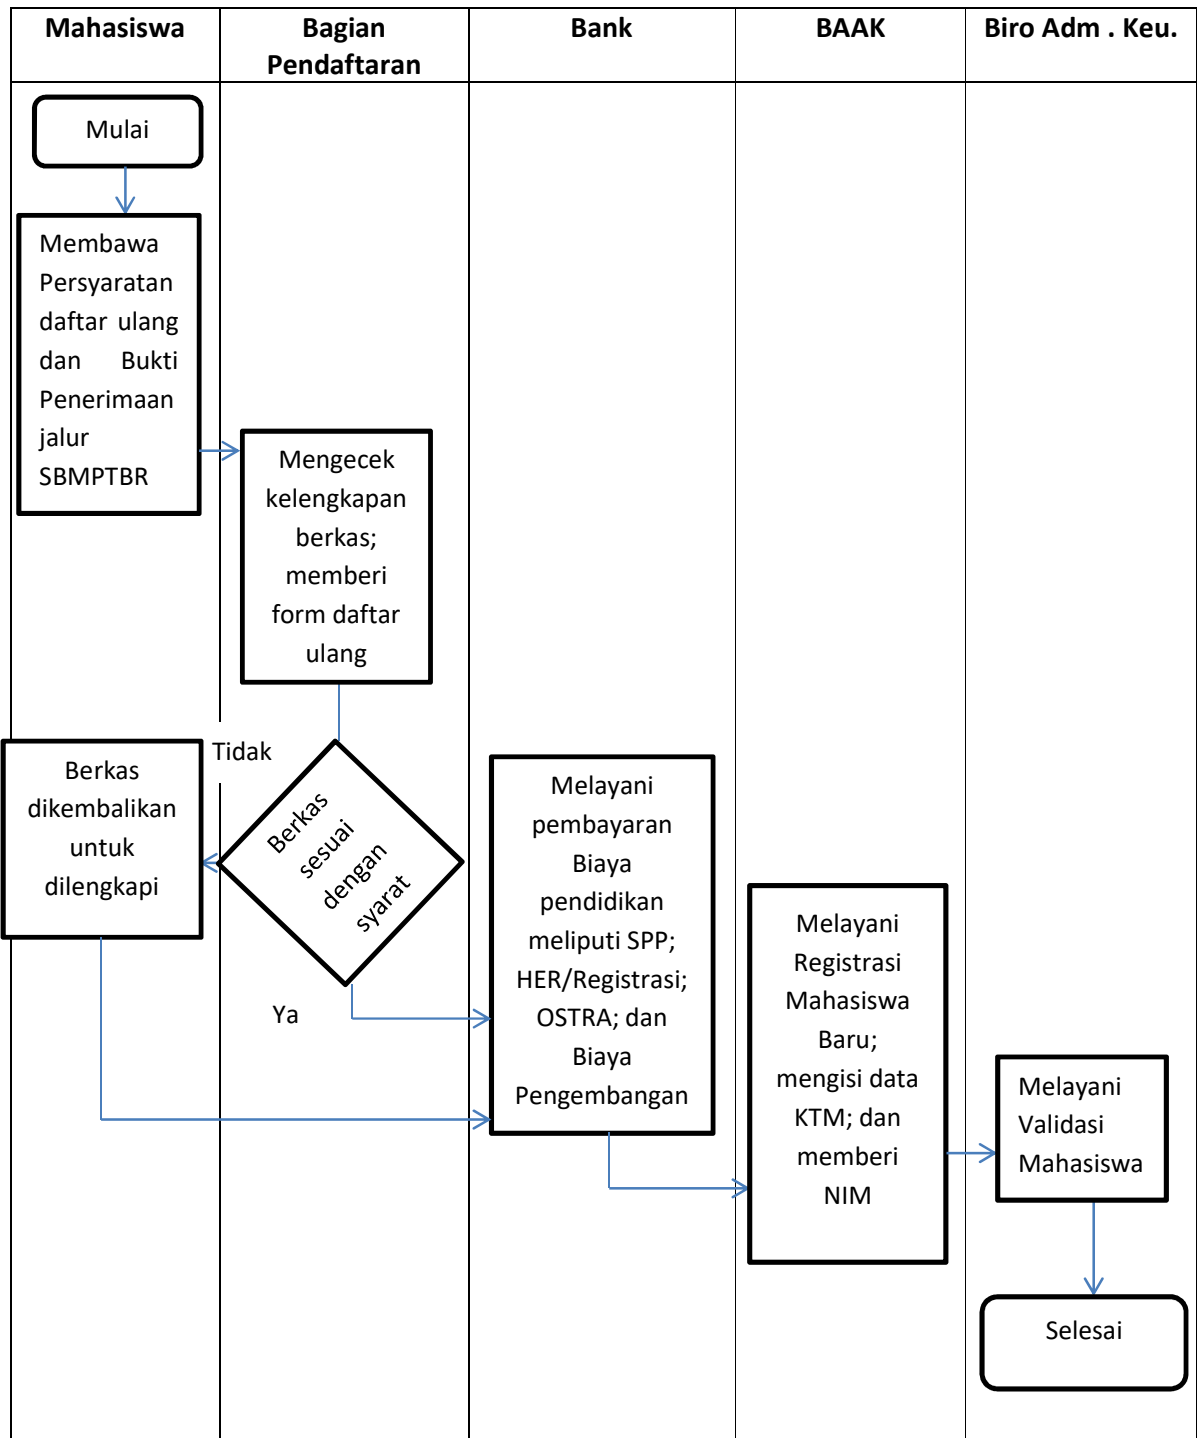 Mahasiswa
Bagian
Pendaftaran
Bank
BAAK
Biro Adm . Keu.
Mulai
Membawa
Persyaratan
daftar ulang
dan Bukti
Penerimaan
jalur
SBMPTBR
Mengecek
kelengkapan
berkas;
memberi
form daftar
ulang
Tidak
Berkas
dikembalikan
untuk
dilengkapi
Berkas
sesuai
dengan
syarat
Ya
Melayani
pembayaran
Biaya
pendidikan
meliputi SPP;
HER/Registrasi;
OSTRA; dan
Biaya
Pengembangan
Melayani
Registrasi
Mahasiswa
Baru;
mengisi data
KTM; dan
memberi
NIM
Melayani
Validasi
Mahasiswa
Selesai